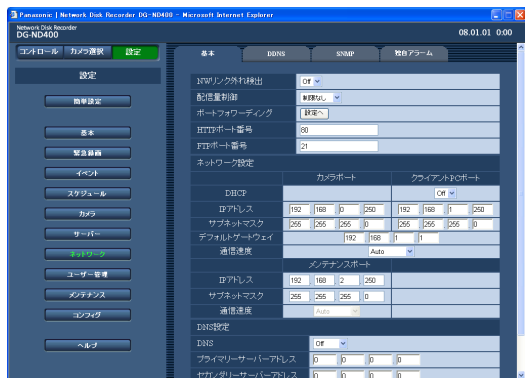 Panasonic | Network Disk Recorder DG-ND400 - Microsoft Internet Explorer
Network Disk Recorder
DG-ND400
08.01.01 0:00
コントロール カメラ選択 設定
基本 DDNS SNMP 独自アラーム
設定
簡単設定
基本
緊急録画
イベント
スケジュール
カメラ
サーバー
ネットワーク
ユーザー管理
メンテナンス
コンフィグ
ヘルプ
NWリンク外れ検出 Off
配信量制御 制限なし
ポートフォワーディング 設定へ
HTTPポート番号 80
FTPポート番号 21
ネットワーク設定
カメラポート クライアントPCポート
DHCP Off
IPアドレス 192 .168 .0 .250 192 .168 .1 .250
サブネットマスク 255 .255 .255 .0 255 .255 .255 .0
デフォルトゲートウェイ 192 .168 .1 .1
通信速度 Auto
メンテナンスポート
IPアドレス 192 .168 .2 .250
サブネットマスク 255 .255 .255 .0
通信速度 Auto
DNS設定
DNS Off
プライマリーサーバーアドレス 0 .0 .0 .0
セカンダリーサーバーアドレス 0 .0 .0 .0